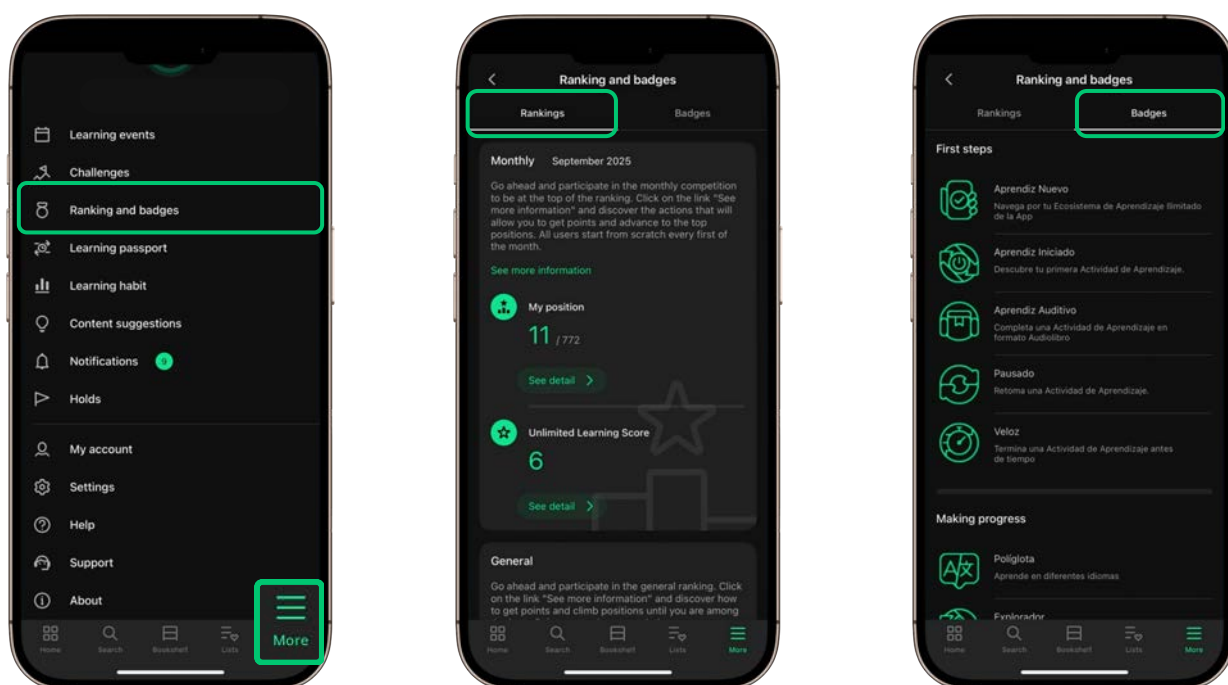 Learning events
Challenges
Ranking and badges
Learning passport
Learning habit
Content suggestions
Notifications 9
Holds
My account
Settings
Help
Support
About
Home Search Bookshelf Lists More
Ranking and badges
Rankings Badges
Monthly September 2025
Go ahead and participate in the monthly competition
to be at the top of the ranking. Click on the link "See
more information" and discover the actions that will
allow you to get points and advance to the top
positions. All users start from scratch every first of
the month.
See more information
My position
11 / 772
See detail >
Unlimited Learning Score
6
See detail >
General
Go ahead and participate in the general ranking. Click
on the link "See more information" and discover how
to get points and climb positions until you are among
Home Search Bookshelf Lists More
Ranking and badges
Rankings Badges
First steps
Aprendiz Nuevo
Navega por tu Ecosistema de Aprendizaje Ilimitado
de la App
Aprendiz Iniciado
Descubre tu primera Actividad de Aprendizaje.
Aprendiz Auditivo
Completa una Actividad de Aprendizaje en
formato Audiolibro
Pausado
Retoma una Actividad de Aprendizaje.
Veloz
Termina una Actividad de Aprendizaje antes
de tiempo
Making progress
Políglota
Aprende en diferentes idiomas
Explorador
Home Search Bookshelf Lists More